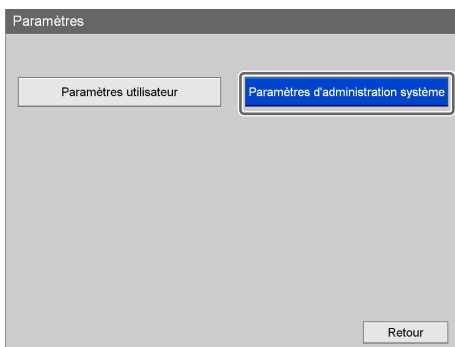 Paramètres
Paramètres utilisateur
Paramètres d'administration système
Retour